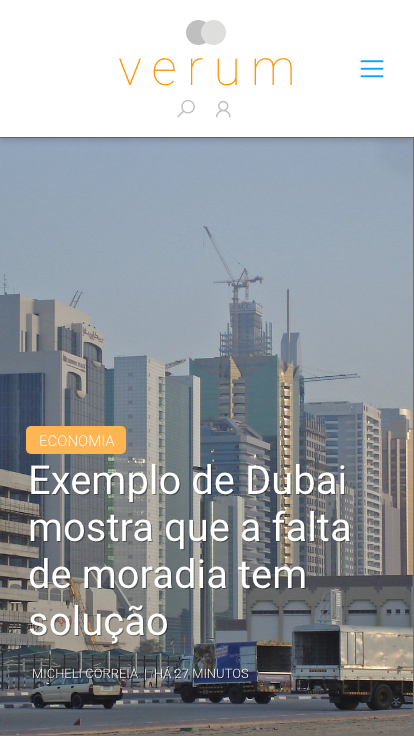 verum
ECONOMIA
Exemplo de Dubai
mostra que a falta
de moradia tem
solução
MICHELI CORREIA | HÁ 27 MINUTOS